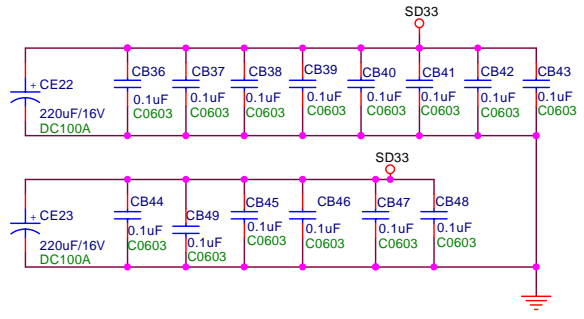 SD33
+ CE22
220uF/16V
DC100A
CB36
0.1uF
C0603
CB37
0.1uF
C0603
CB38
0.1uF
C0603
CB39
0.1uF
C0603
CB40
0.1uF
C0603
CB41
0.1uF
C0603
CB42
0.1uF
C0603
CB43
0.1uF
C0603
SD33
+ CE23
220uF/16V
DC100A
CB44
0.1uF
C0603
CB49
0.1uF
C0603
CB45
0.1uF
C0603
CB46
0.1uF
C0603
CB47
0.1uF
C0603
CB48
0.1uF
C0603